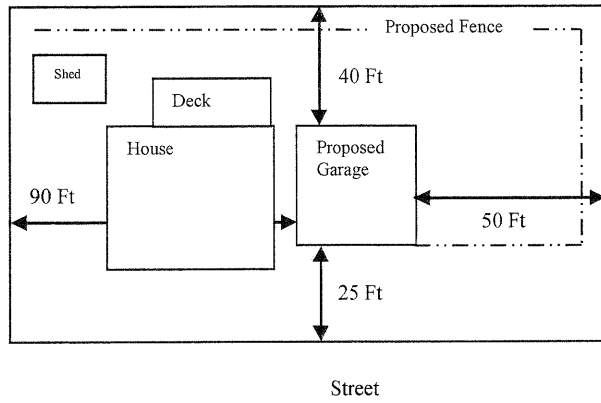 Proposed Fence
Shed
40 Ft
Deck
House
Proposed
Garage
90 Ft
50 Ft
25 Ft
Street